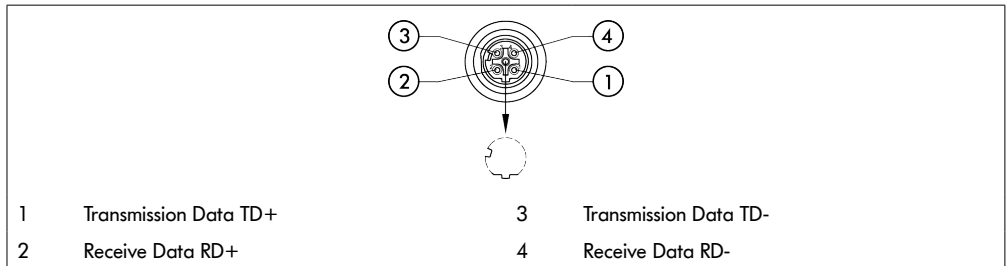 3 4
2 1
1 Transmission Data TD+ 3 Transmission Data TD-
2 Receive Data RD+ 4 Receive Data RD-